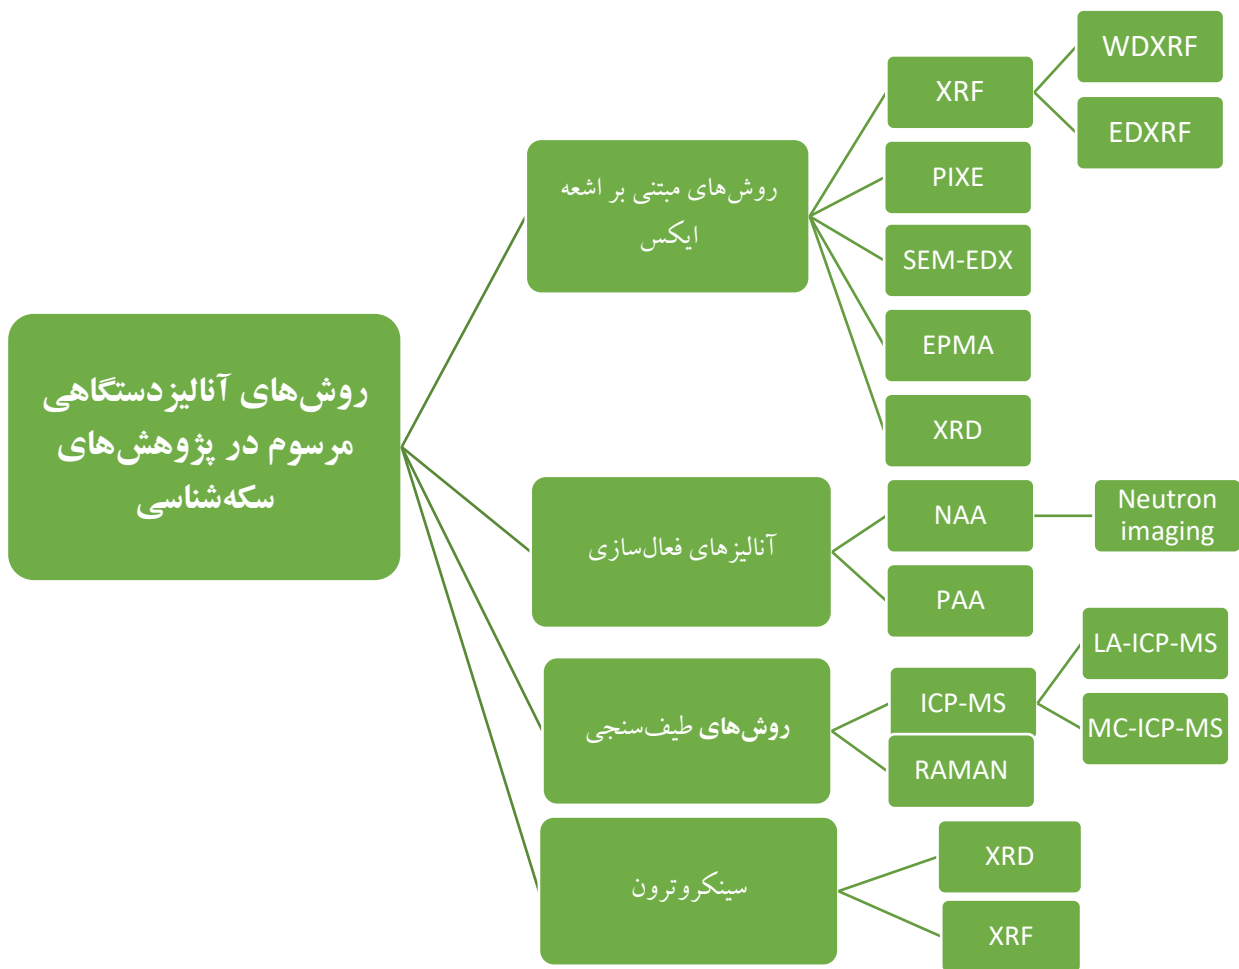 روش‌های آنالیزدستگاهی
مرسوم در پژوهش‌های
سکه‌شناسی
روش‌های مبتنی بر اشعه
ایکس
XRF
WDXRF
EDXRF
PIXE
SEM-EDX
EPMA
XRD
آنالیزهای فعال‌سازی
NAA
Neutron
imaging
PAA
روش‌های طیف‌سنجی
ICP-MS
LA-ICP-MS
MC-ICP-MS
RAMAN
سینکروترون
XRD
XRF